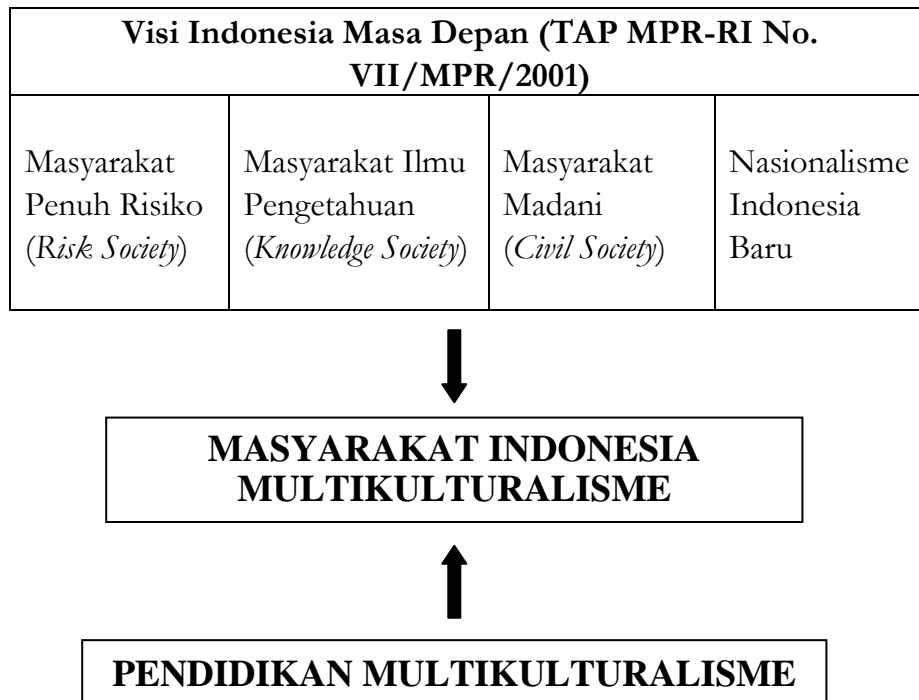 Visi Indonesia Masa Depan (TAP MPR-RI No.
VII/MPR/2001)
Masyarakat
Penuh Risiko
(Risk Society)
Masyarakat Ilmu
Pengetahuan
(Knowledge Society)
Masyarakat
Madani
(Civil Society)
Nasionalisme
Indonesia
Baru
MASYARAKAT INDONESIA
MULTIKULTURALISME
PENDIDIKAN MULTIKULTURALISME